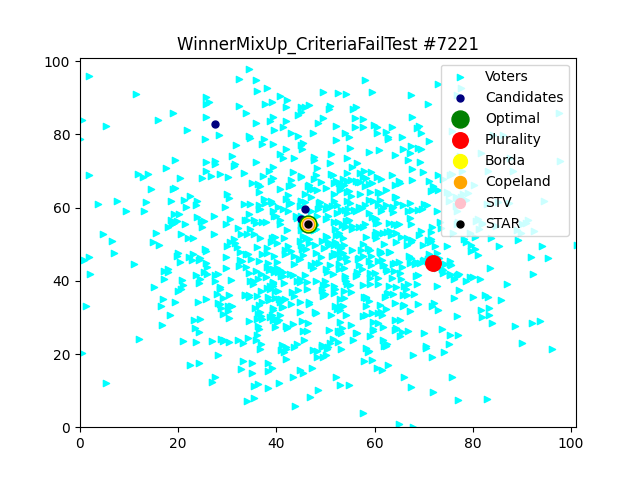 WinnerMixUp_CriteriaFailTest #7221
Voters
Candidates
Optimal
Plurality
Borda
Copeland
STV
STAR
100
80
60
40
20
0
0 20 40 60 80 100